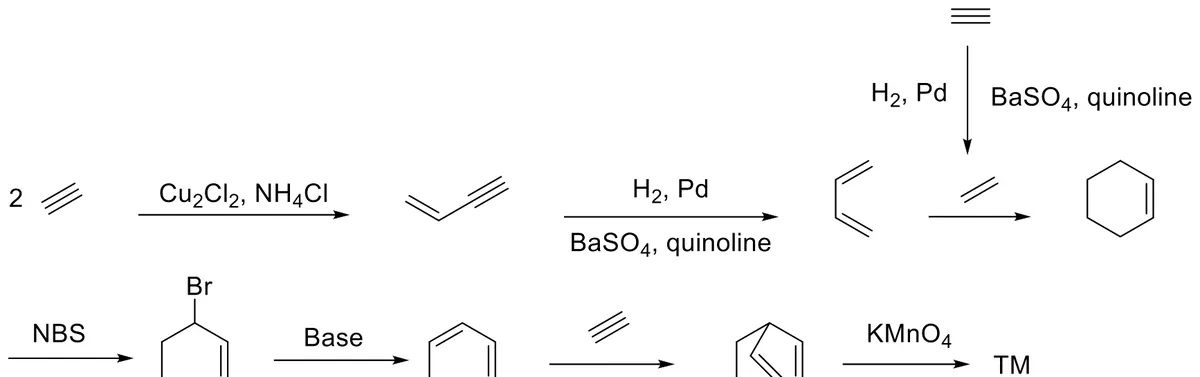 H₂, Pd
BaSO₄, quinoline
2
Cu₂Cl₂, NH₄Cl
H₂, Pd
BaSO₄, quinoline
Br
NBS
Base
KMnO₄
TM